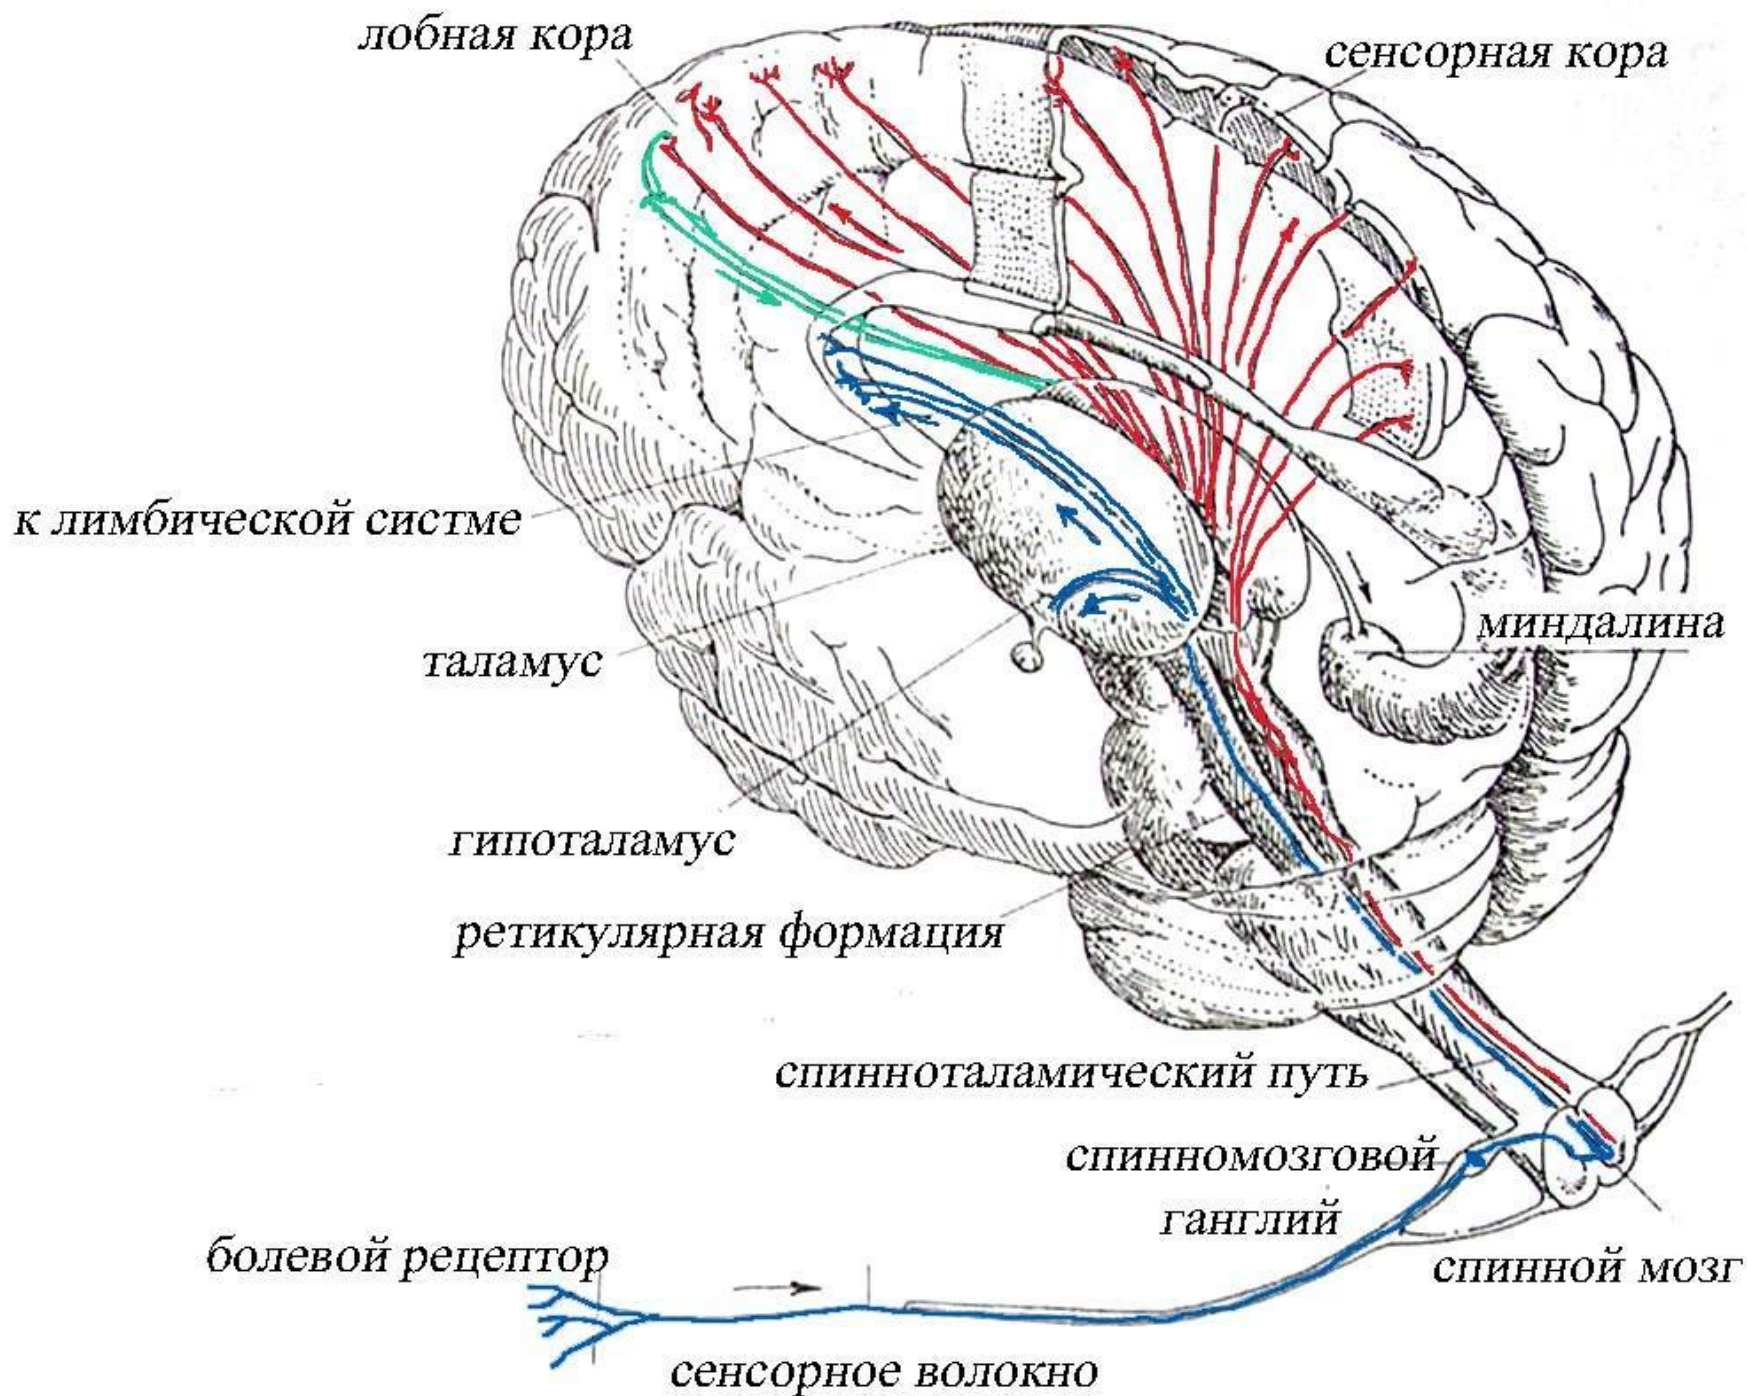 лобная кора
сенсорная кора
к лимбической систме
миндалина
таламус
гипоталамус
ретикулярная формация
спинноталамический путь
спинномозговой
ганглий
болевой рецептор
спинной мозг
сенсорное волокно